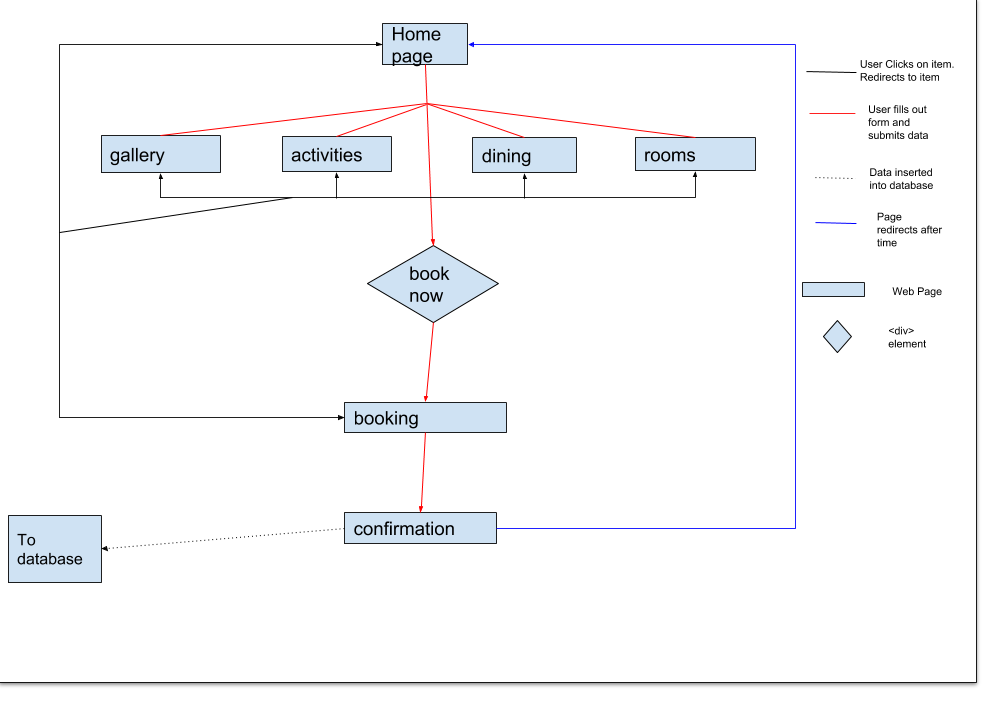 Home
page
User Clicks on item.
Redirects to item
User fills out
form and
submits data
gallery
activities
dining
rooms
Data inserted
into database
Page
redirects after
time
book
now
Web Page
<div>
element
booking
confirmation
To
database